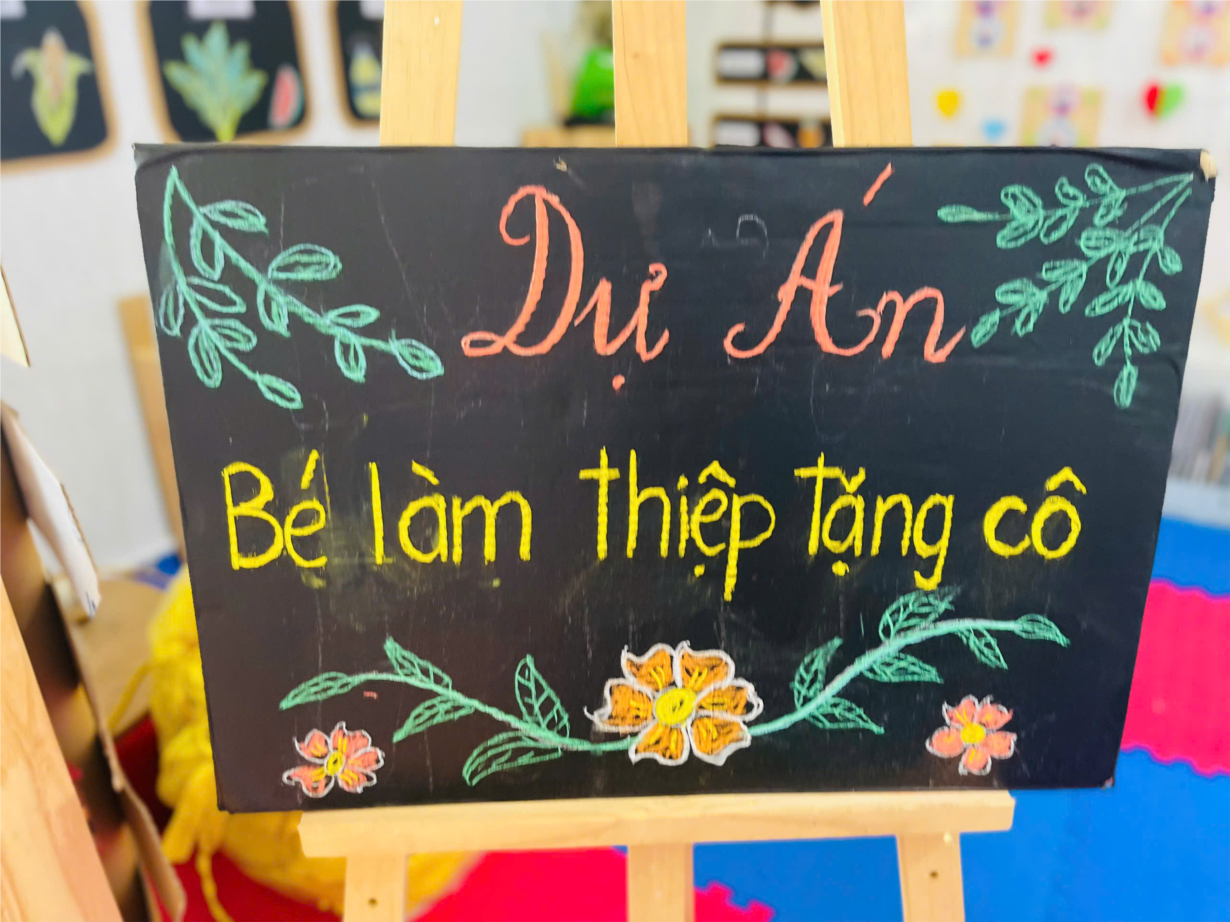 Dự Án
Bé làm thiệp tặng cô